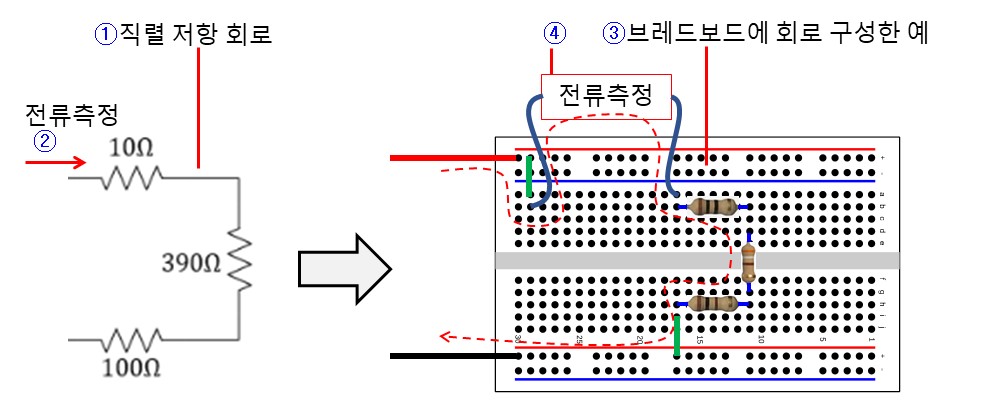 ①직렬 저항 회로
④
③브레드보드에 회로 구성한 예
전류측정
②
전류측정
10Ω
390Ω
100Ω
+
-
a
b
c
d
e
f
g
h
i
j
30 25 20 15 10 5 1
+
-